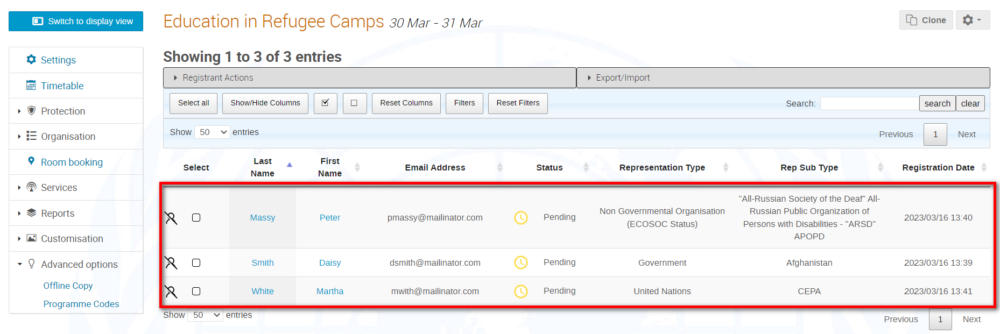 Switch to display view
Education in Refugee Camps 30 Mar - 31 Mar
Clone
Settings
Timetable
Protection
Organisation
Room booking
Services
Reports
Customisation
Advanced options
Offline Copy
Programme Codes
Showing 1 to 3 of 3 entries
Registrant Actions
Export/Import
Select all
Show/Hide Columns
Reset Columns
Filters
Reset Filters
Search:
search
clear
Show 50 entries
Previous 1 Next
Select
Last
Name
First
Name
Email Address
Status
Representation Type
Rep Sub Type
Registration Date
Massy
Peter
pmassy@mailinator.com
Pending
Non Governmental Organisation
(ECOSOC Status)
"All-Russian Society of the Deaf" All-
Russian Public Organization of
Persons with Disabilities - "ARSD"
APOPD
2023/03/16 13:40
Smith
Daisy
dsmith@mailinator.com
Pending
Government
Afghanistan
2023/03/16 13:39
White
Martha
mwith@mailinator.com
Pending
United Nations
CEPA
2023/03/16 13:41
Show 50 entries
Previous 1 Next